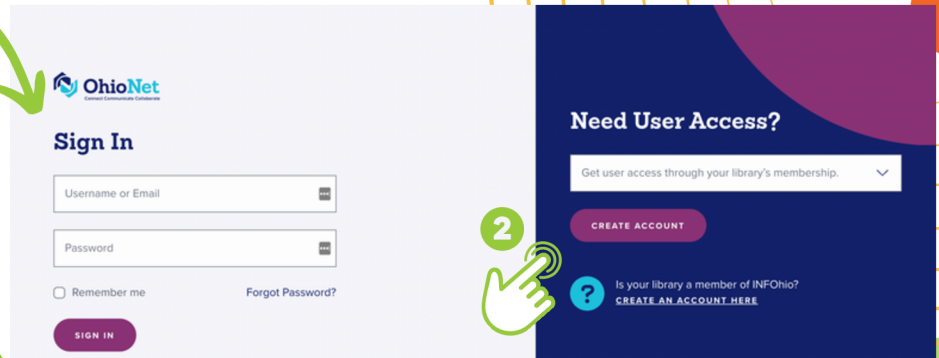 OhioNet
Connect Communicate Collaborate
Sign In
Username or Email
Password
Remember me
Forgot Password?
SIGN IN
Need User Access?
Get user access through your library's membership.
CREATE ACCOUNT
2
?
Is your library a member of INFOhio?
CREATE AN ACCOUNT HERE